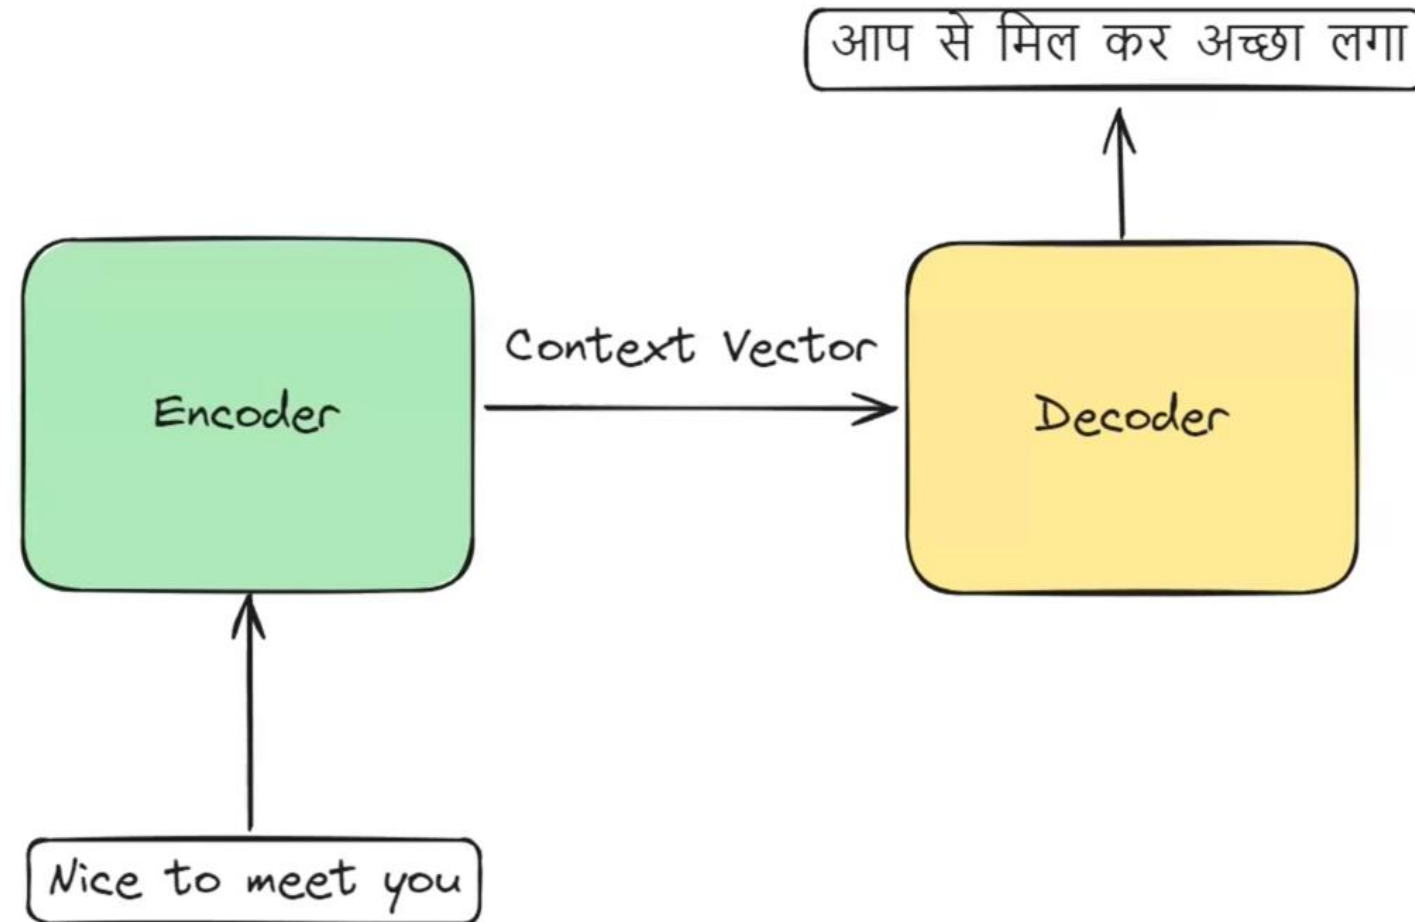 आप से मिल कर अच्छा लगा
Context Vector
Encoder
Decoder
Nice to meet you